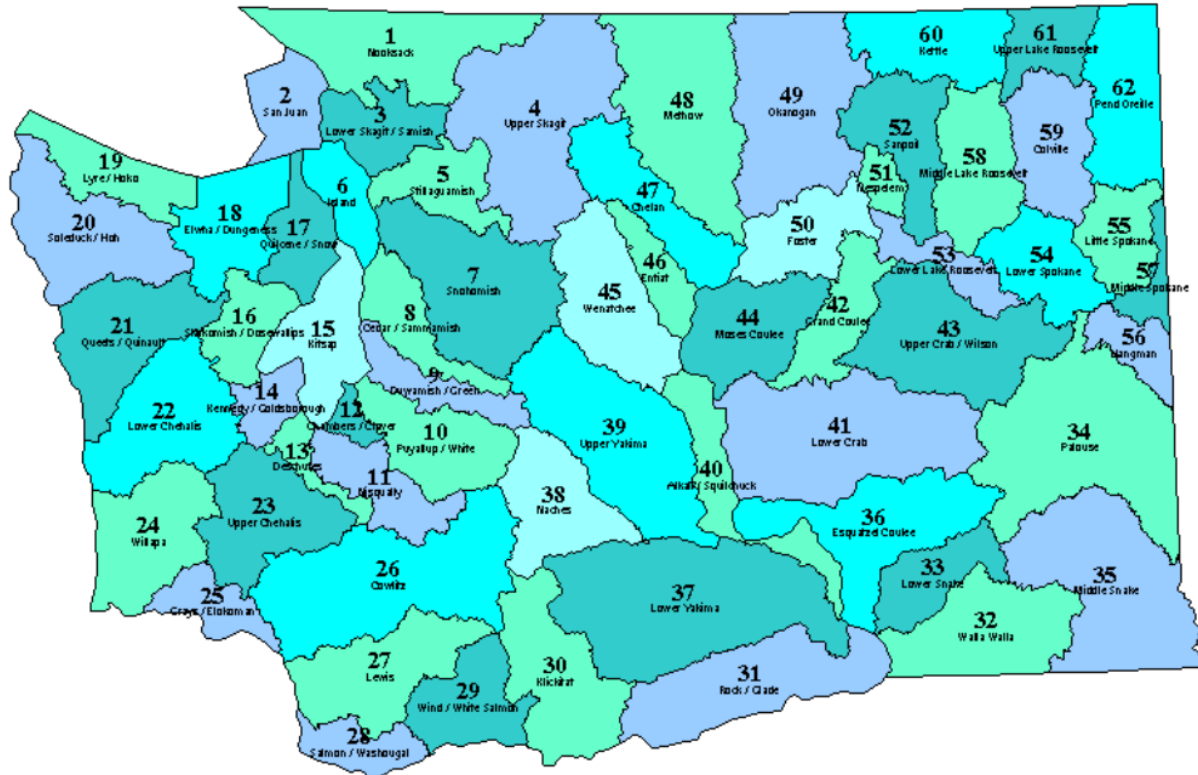 1
Nooksack
2
San Juan
3
Lower Skagit / Samish
4
Upper Skagit
5
Stillaguamish
6
Island
7
Snohomish
8
Cedar / Sammamish
9
Duwamish / Green
10
Puyallup / White
11
Nisqually
12
Chambers / Clover
13
Deschutes
14
Kennedy / Goldsborough
15
Kitsap
16
Skokomish / Dosewallips
17
Quilcene / Snow
18
Elwha / Dungeness
19
Lyre / Hoko
20
Soleduck / Hoh
21
Queets / Quinault
22
Lower Chehalis
23
Upper Chehalis
24
Willapa
25
Grays / Elokoman
26
Cowlitz
27
Lewis
28
Salmon / Washougal
29
Wind / White Salmon
30
Klickitat
31
Rock / Glade
32
Walla Walla
33
Lower Snake
34
Palouse
35
Middle Snake
36
Esquatzel Coulee
37
Lower Yakima
38
Naches
39
Upper Yakima
40
Alkali / Squilchuck
41
Lower Crab
42
Grand Coulee
43
Upper Crab / Wilson
44
Moses Coulee
45
Wenatchee
46
Entiat
47
Chelan
48
Methow
49
Okanogan
50
Foster
51
Nespelem
52
Sanpoil
53
Lower Lake Roosevelt
54
Lower Spokane
55
Little Spokane
56
Hangman
57
Middle Spokane
58
Middle Lake Roosevelt
59
Colville
60
Kettle
61
Upper Lake Roosevelt
62
Pend Oreille